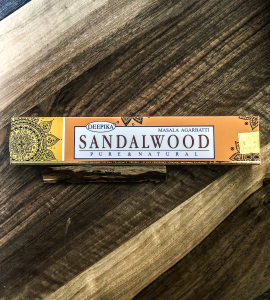 DEEPIKA
MASALA AGARBATTI
SANDALWOOD
PURE & NATURAL